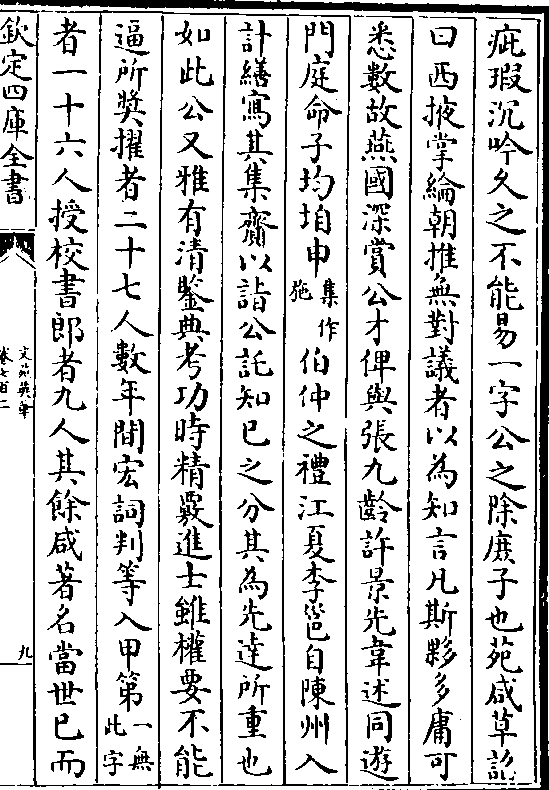 疵瑕沉吟久之不能易一字公之除庶子也苑咸草詔
曰西掖掌綸朝推無對議者以為知言凡斯夥多庸可
悉數故燕國深賞公才俾與張九齡許景先韋述同遊
門庭命子均垍申集作施伯仲之禮江夏李邕自陳州入
計繕寫其集齎以詣公託知已之分其為先達所重也
如此公又雅有清鑒典考功時精覈進士雖權要不能
逼所奬擢者二十七人數年間宏詞判等入甲第一無此字
者一十六人授校書郎者九人其餘咸著名當世已而
欽定四庫全書
文苑英華
卷七百二
九